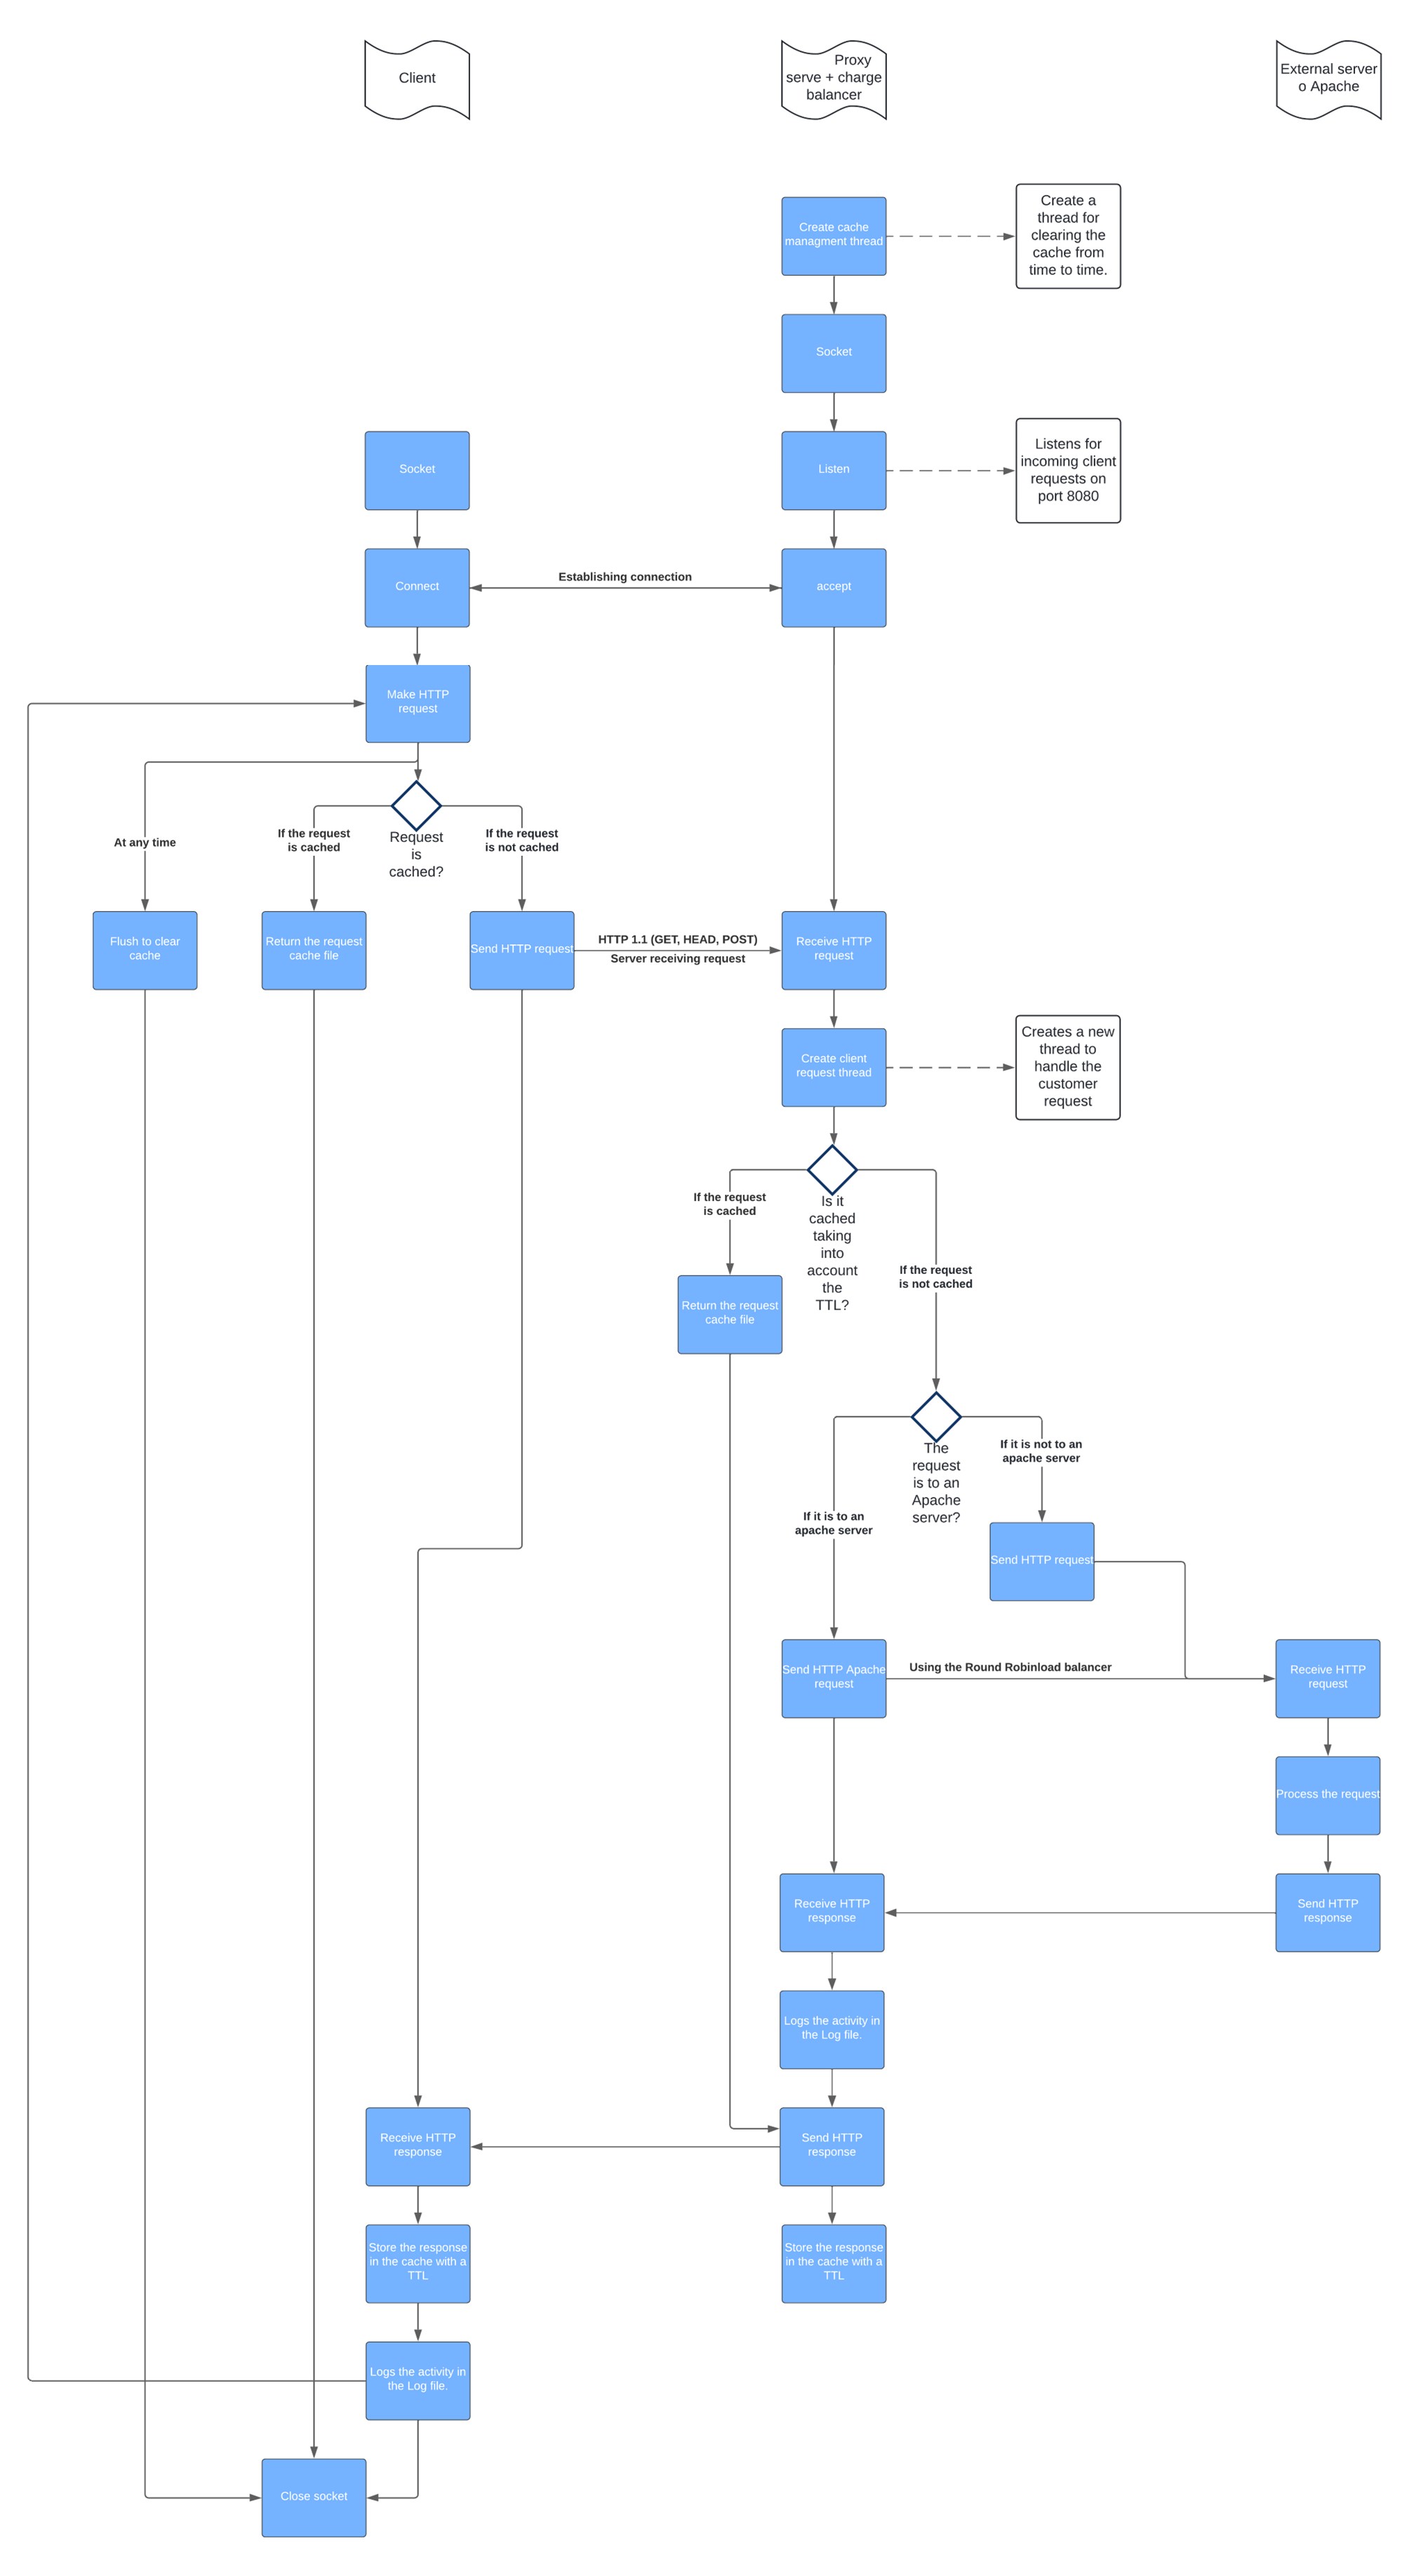 Client
Proxy
serve + charge
balancer
External server
o Apache
Create cache
managment thread
Create a
thread for
clearing the
cache from
time to time.
Socket
Socket
Listen
Listens for
incoming client
requests on
port 8080
Connect
Establishing connection
accept
Make HTTP
request
At any time
If the request
is cached
Request
is
cached?
If the request
is not cached
Flush to clear
cache
Return the request
cache file
Send HTTP request
HTTP 1.1 (GET, HEAD, POST)
Server receiving request
Receive HTTP
request
Create client
request thread
Creates a new
thread to
handle the
customer
request
If the request
is cached
Is it
cached
taking
into
account
the
TTL?
If the request
is not cached
Return the request
cache file
The
request
is to an
Apache
server?
If it is not to an
apache server
If it is to an
apache server
Send HTTP request
Send HTTP Apache
request
Using the Round Robinload balancer
Receive HTTP
request
Process the request
Receive HTTP
response
Send HTTP
response
Logs the activity in
the Log file.
Receive HTTP
response
Send HTTP
response
Store the response
in the cache with a
TTL
Store the response
in the cache with a
TTL
Logs the activity in
the Log file.
Close socket